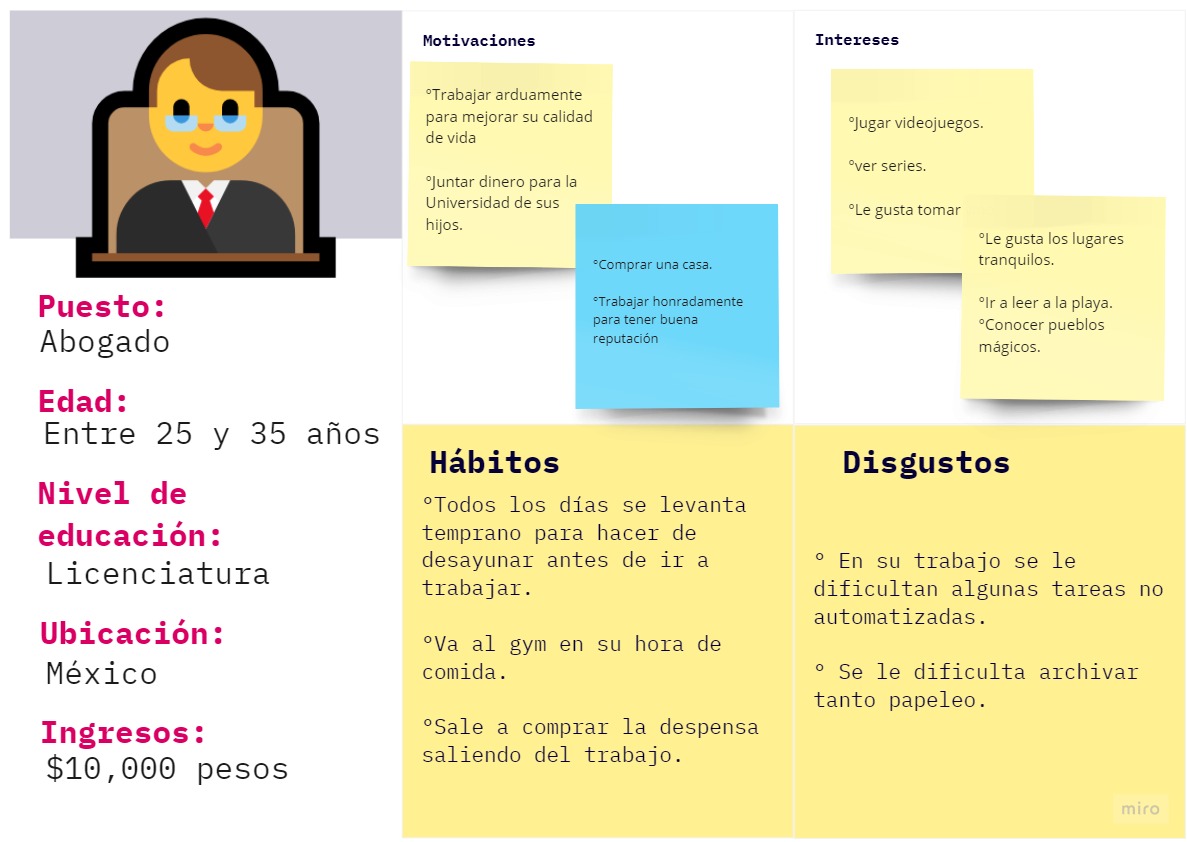 Puesto:
Abogado
Edad:
Entre 25 y 35 años
Nivel de
educación:
Licenciatura
Ubicación:
México
Ingresos:
$10,000 pesos
Motivaciones
°Trabajar arduamente
para mejorar su calidad
de vida
°Juntar dinero para la
Universidad de sus
hijos.
°Comprar una casa.
°Trabajar honradamente
para tener buena
reputación
Intereses
°Jugar videojuegos.
°ver series.
°Le gusta tomar
°Le gusta los lugares
tranquilos.
°Ir a leer a la playa.
°Conocer pueblos
mágicos.
Hábitos
°Todos los días se levanta
temprano para hacer de
desayunar antes de ir a
trabajar.
°Va al gym en su hora de
comida.
°Sale a comprar la despensa
saliendo del trabajo.
Disgustos
° En su trabajo se le
dificultan algunas tareas no
automatizadas.
° Se le dificulta archivar
tanto papeleo.
miro